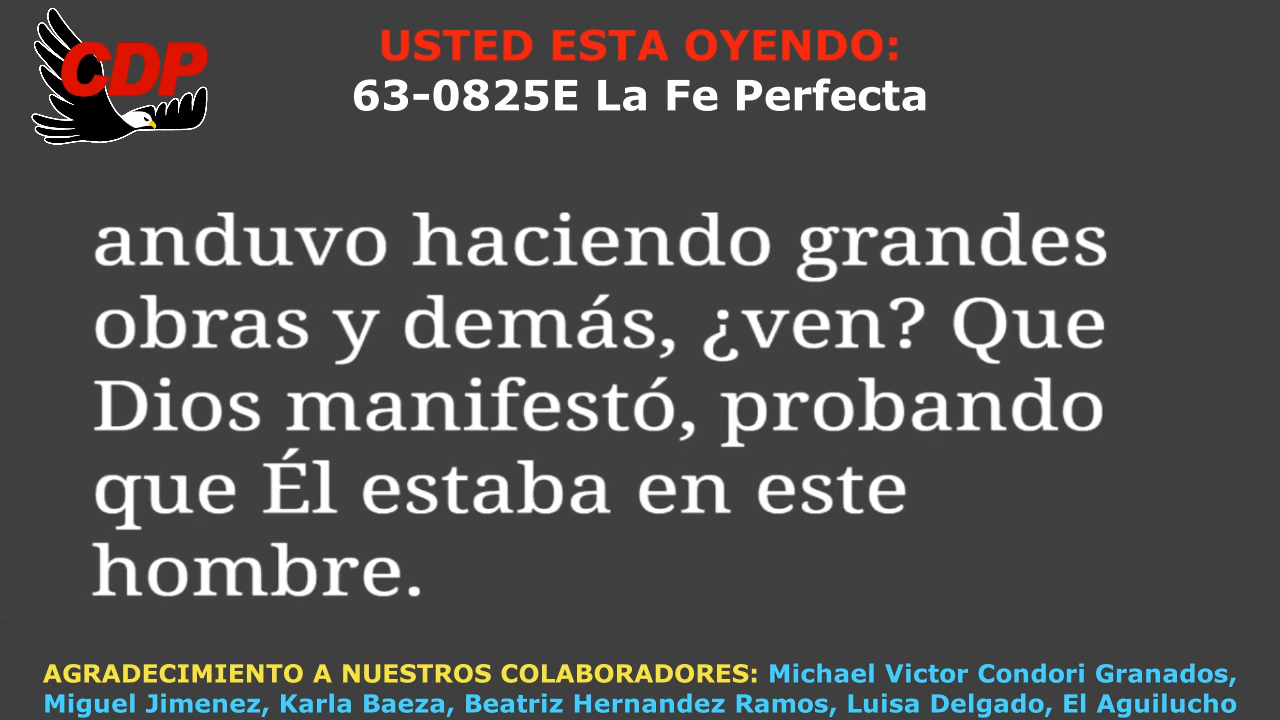 CDP
USTED ESTA OYENDO:
63-0825E La Fe Perfecta
anduvo haciendo grandes
obras y demás, ¿ven? Que
Dios manifestó, probando
que Él estaba en este
hombre.
AGRADECIMIENTO A NUESTROS COLABORADORES: Michael Victor Condori Granados,
Miguel Jimenez, Karla Baeza, Beatriz Hernandez Ramos, Luisa Delgado, El Aguilucho